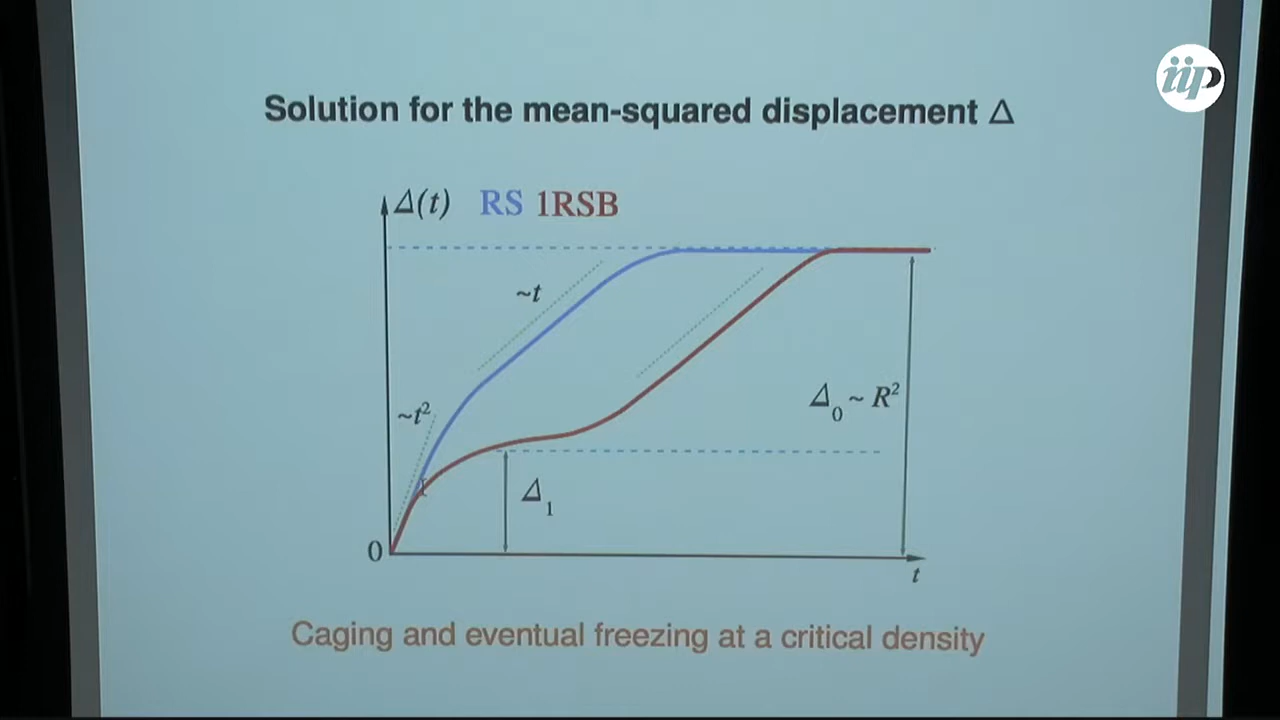 iip
Solution for the mean-squared displacement Δ
Δ(t) RS 1RSB
~t
~t²
Δ₀ ~ R²
Δ₁
0
t
Caging and eventual freezing at a critical density